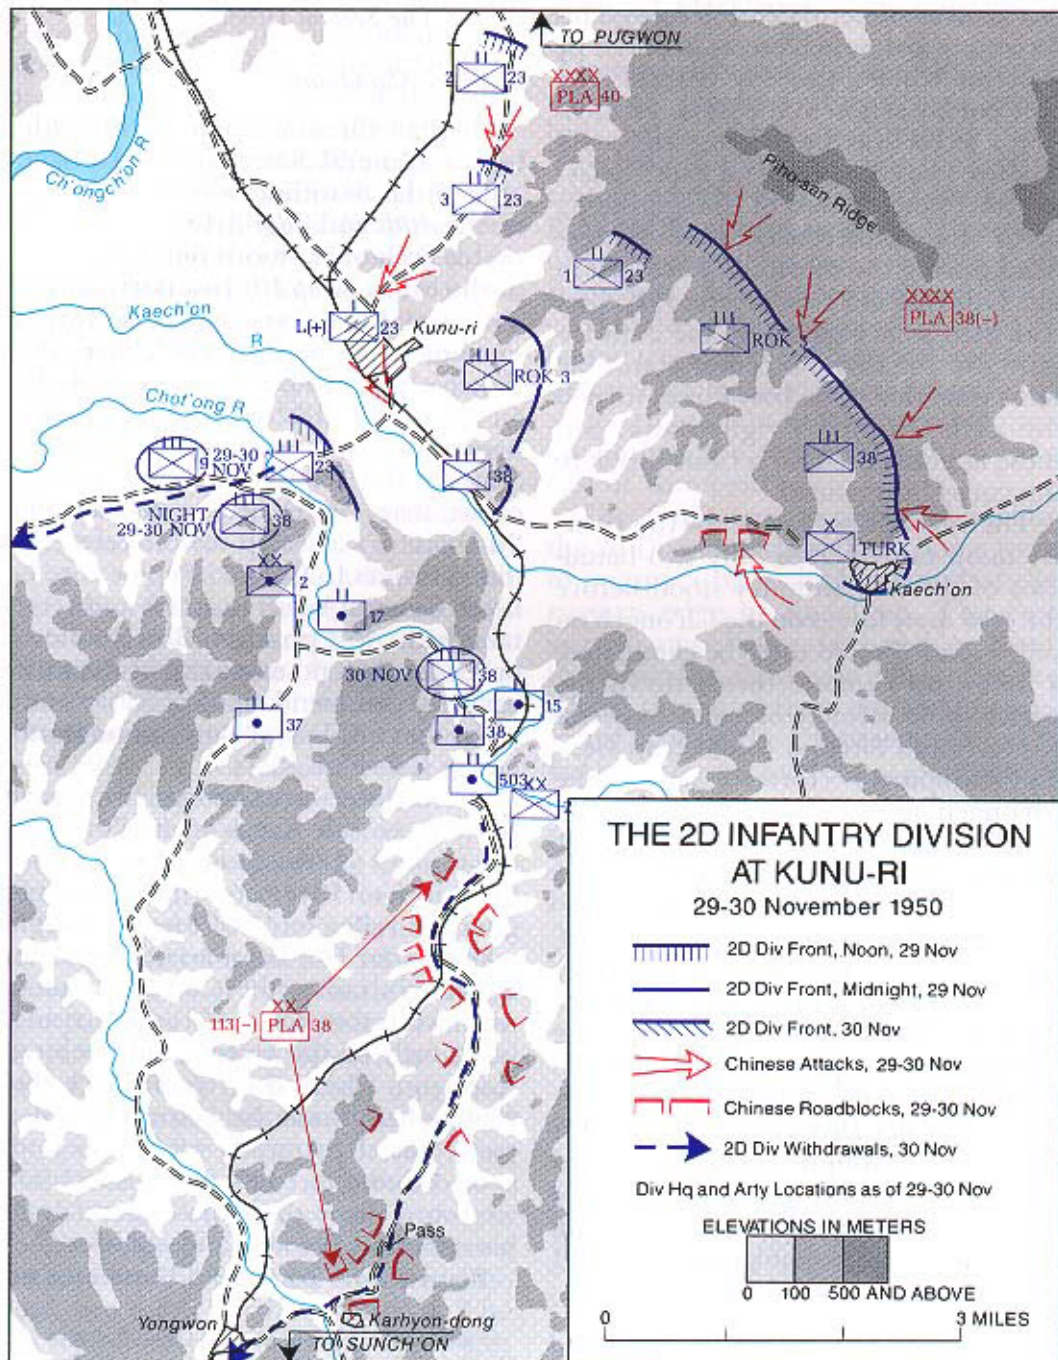 TO PUGWON
2 23
XXXX
PLA 40
Ch'ongch'on R
3 23
Piho-san Ridge
1 23
XXXX
PLA 38(-)
Kaech'on
R
L(+) 23
Kunu-ri
ROK 3
ROK 3
Chot'ong R
9 29-30
NOV
23
38
38
NIGHT
29-30 NOV
38
X
TURK
Kaech'on
XX
2
17
30 NOV 38
15
37
38
503
XX
2
113(-)
XX
PLA 38
Pass
Yongwon
Karhyon-dong
TO SUNCH'ON
THE 2D INFANTRY DIVISION
AT KUNU-RI
29-30 November 1950
2D Div Front, Noon, 29 Nov
2D Div Front, Midnight, 29 Nov
2D Div Front, 30 Nov
Chinese Attacks, 29-30 Nov
Chinese Roadblocks, 29-30 Nov
2D Div Withdrawals, 30 Nov
Div Hq and Arty Locations as of 29-30 Nov
ELEVATIONS IN METERS
0 100 500 AND ABOVE
0 3 MILES